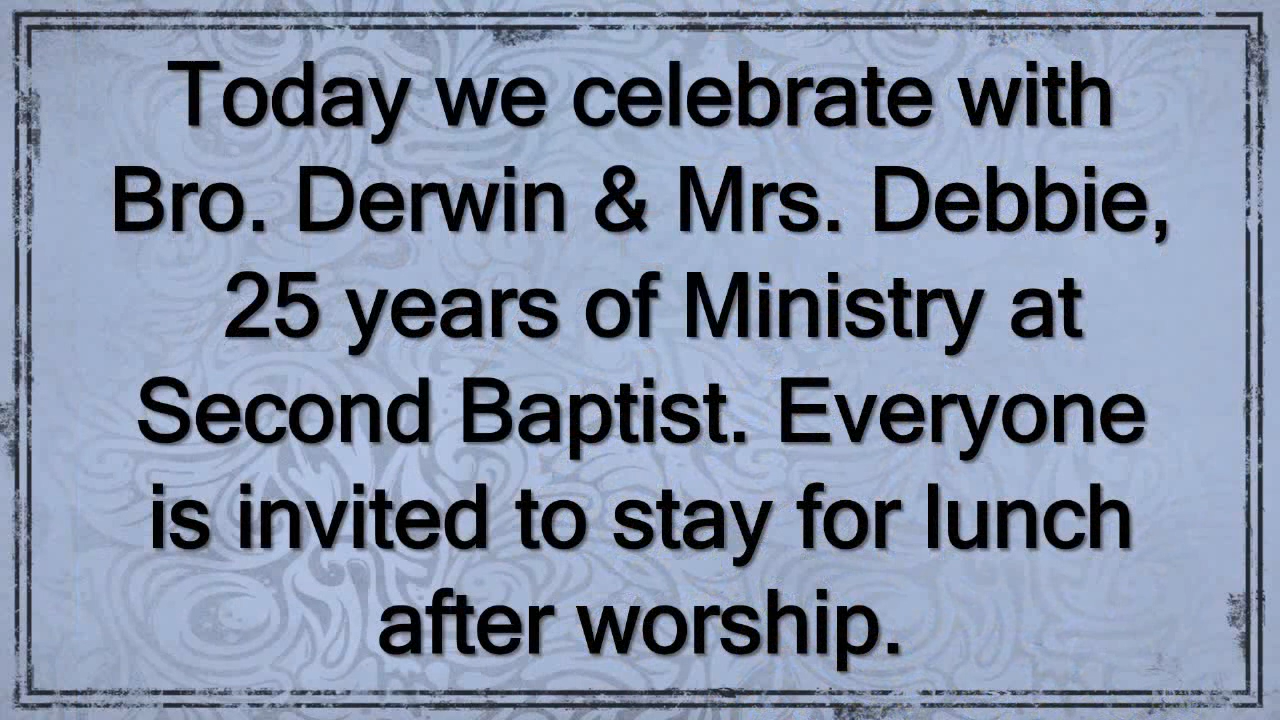 Today we celebrate with
Bro. Derwin & Mrs. Debbie,
25 years of Ministry at
Second Baptist. Everyone
is invited to stay for lunch
after worship.